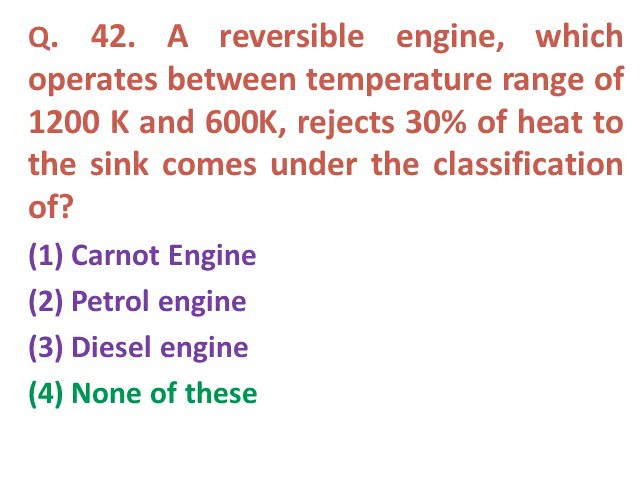 Q. 42. A reversible engine, which
operates between temperature range of
1200 K and 600K, rejects 30% of heat to
the sink comes under the classification
of?
(1) Carnot Engine
(2) Petrol engine
(3) Diesel engine
(4) None of these